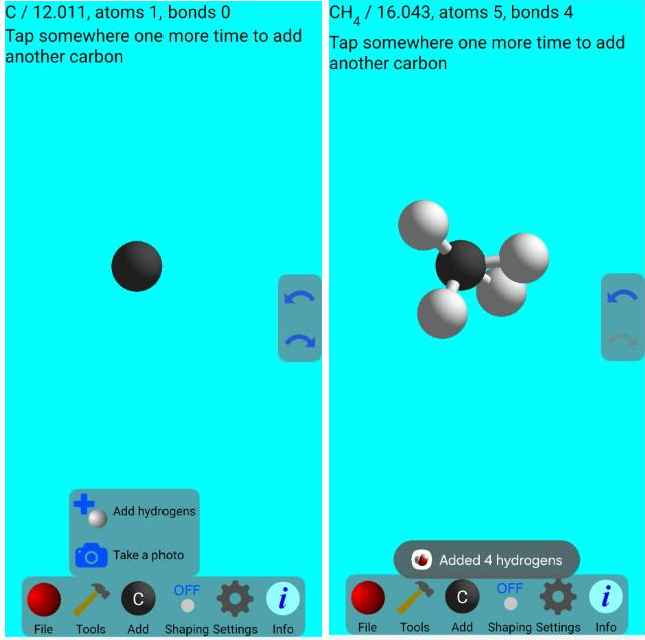 C / 12.011, atoms 1, bonds 0
Tap somewhere one more time to add
another carbon
Add hydrogens
Take a photo
C
OFF
i
File Tools Add Shaping Settings Info
CH₄ / 16.043, atoms 5, bonds 4
Tap somewhere one more time to add
another carbon
Added 4 hydrogens
C
OFF
i
File Tools Add Shaping Settings Info